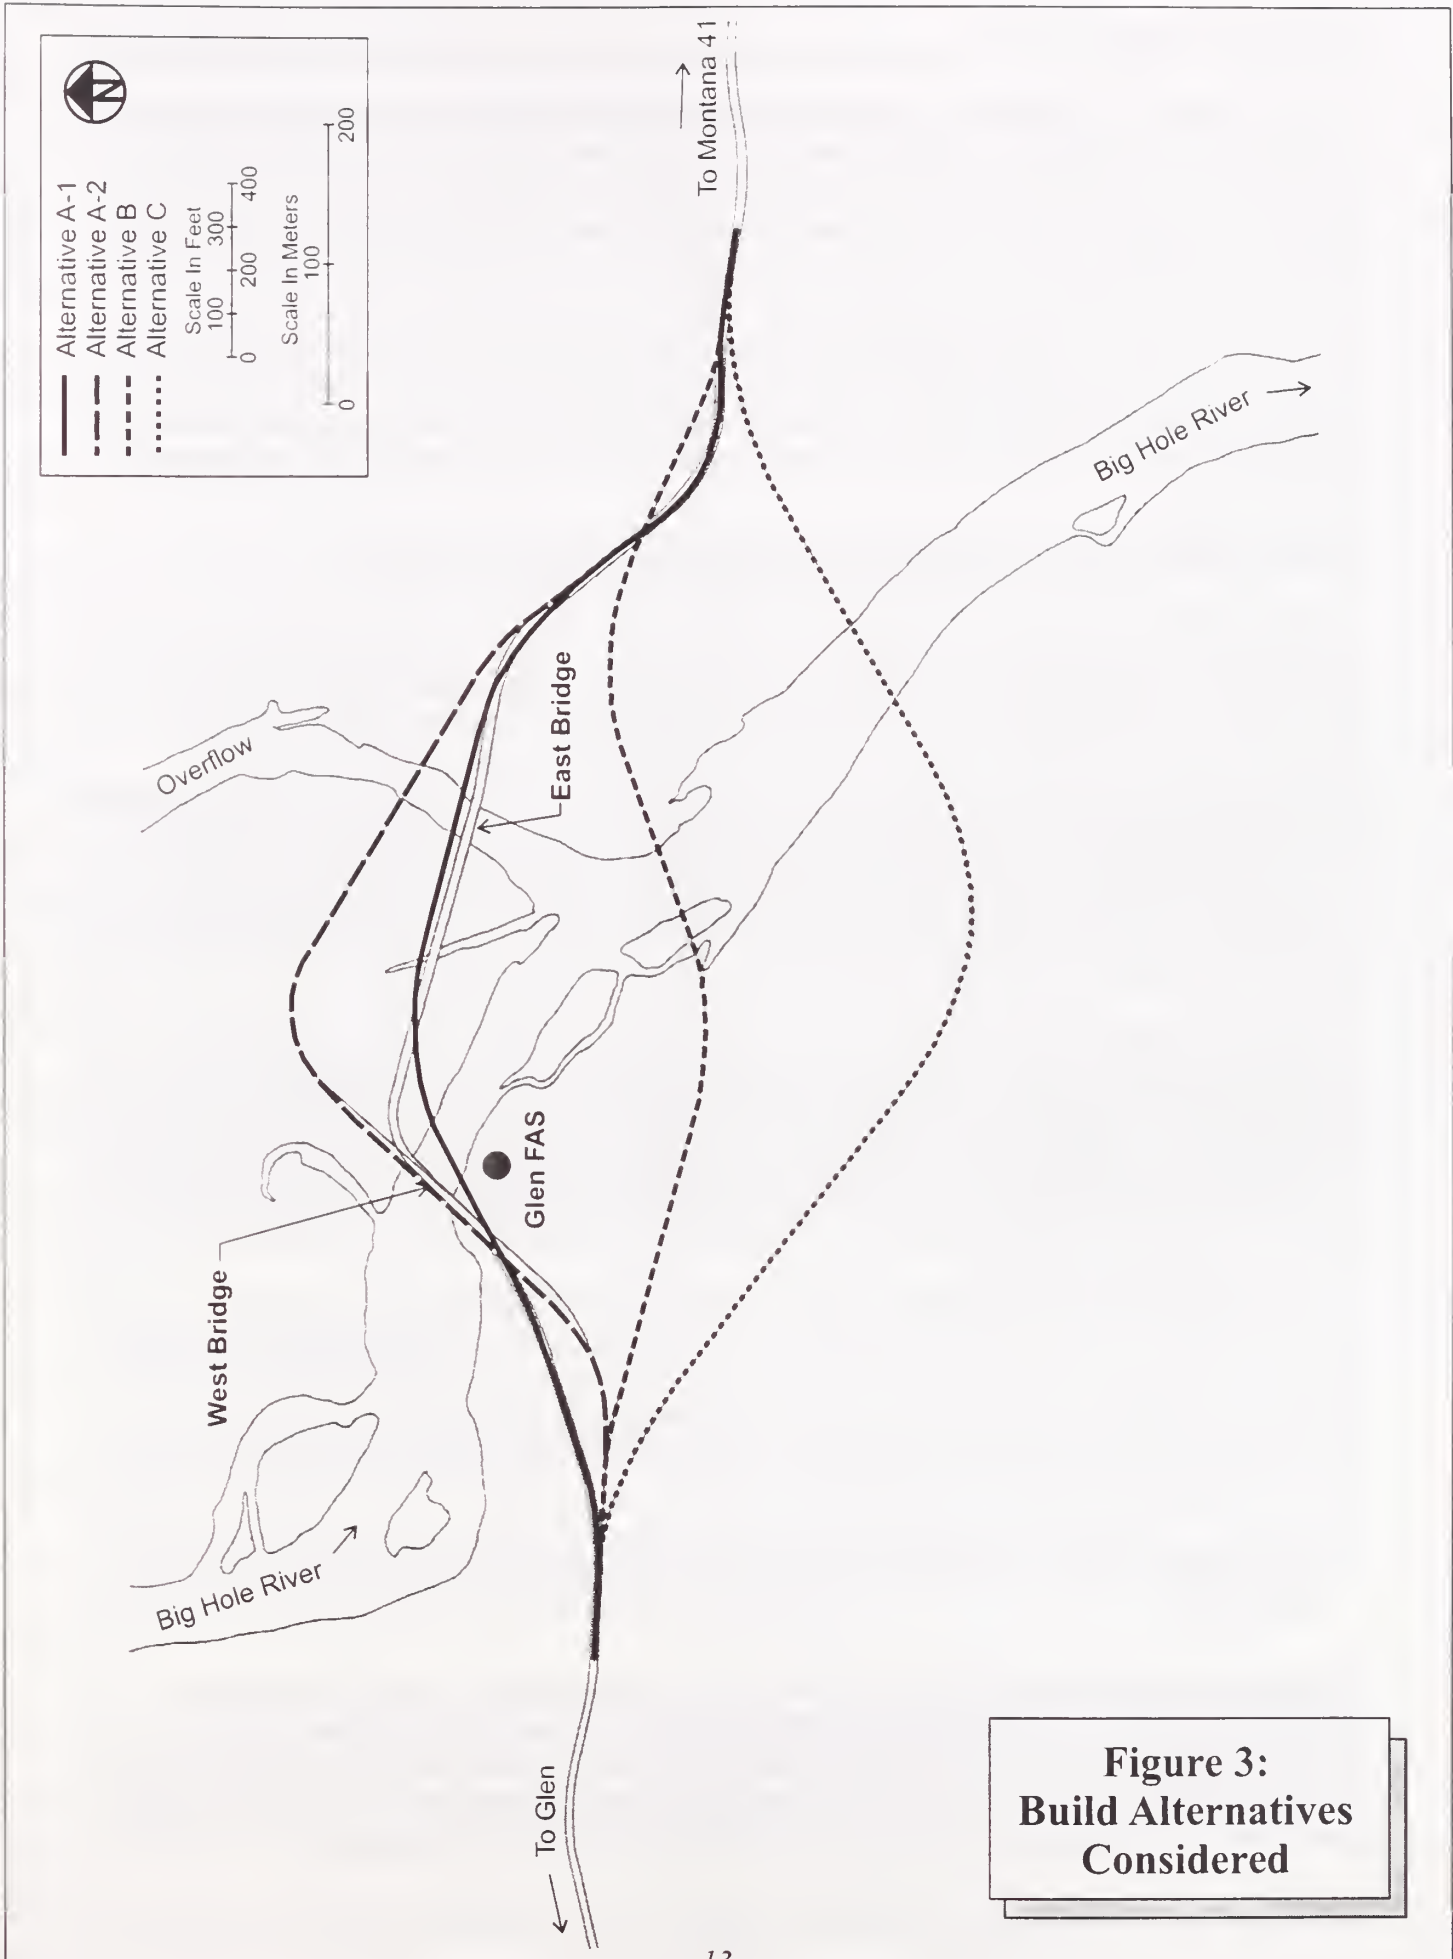 Alternative A-1
Alternative A-2
Alternative B
Alternative C
N
Scale In Feet
0 100 200 300 400
Scale In Meters
0 100 200
To Montana 41
Big Hole River
Overflow
East Bridge
West Bridge
Glen FAS
Big Hole River
To Glen
Figure 3:
Build Alternatives
Considered
12